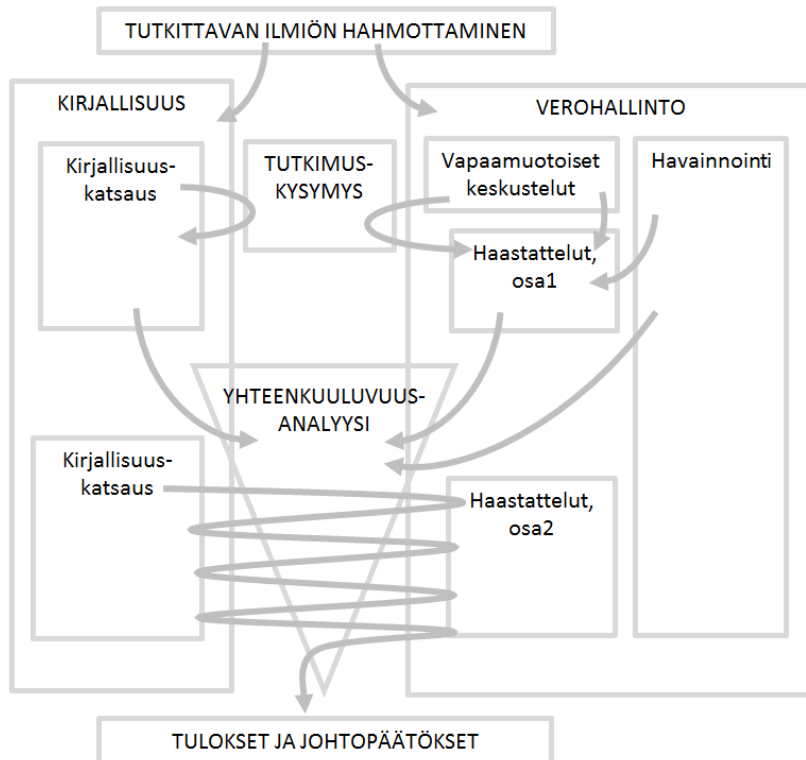 TUTKITTAVAN ILMIÖN HAHMOTTAMINEN
KIRJALLISUUS
VEROHALLINTO
Kirjallisuus-
katsaus
TUTKIMUS-
KYSYMYS
Vapaamuotoiset
keskustelut
Havainnointi
Haastattelut,
osa1
YHTEENKUULUVUUS-
ANALYYSI
Kirjallisuus-
katsaus
Haastattelut,
osa2
TULOKSET JA JOHTOPÄÄTÖKSET